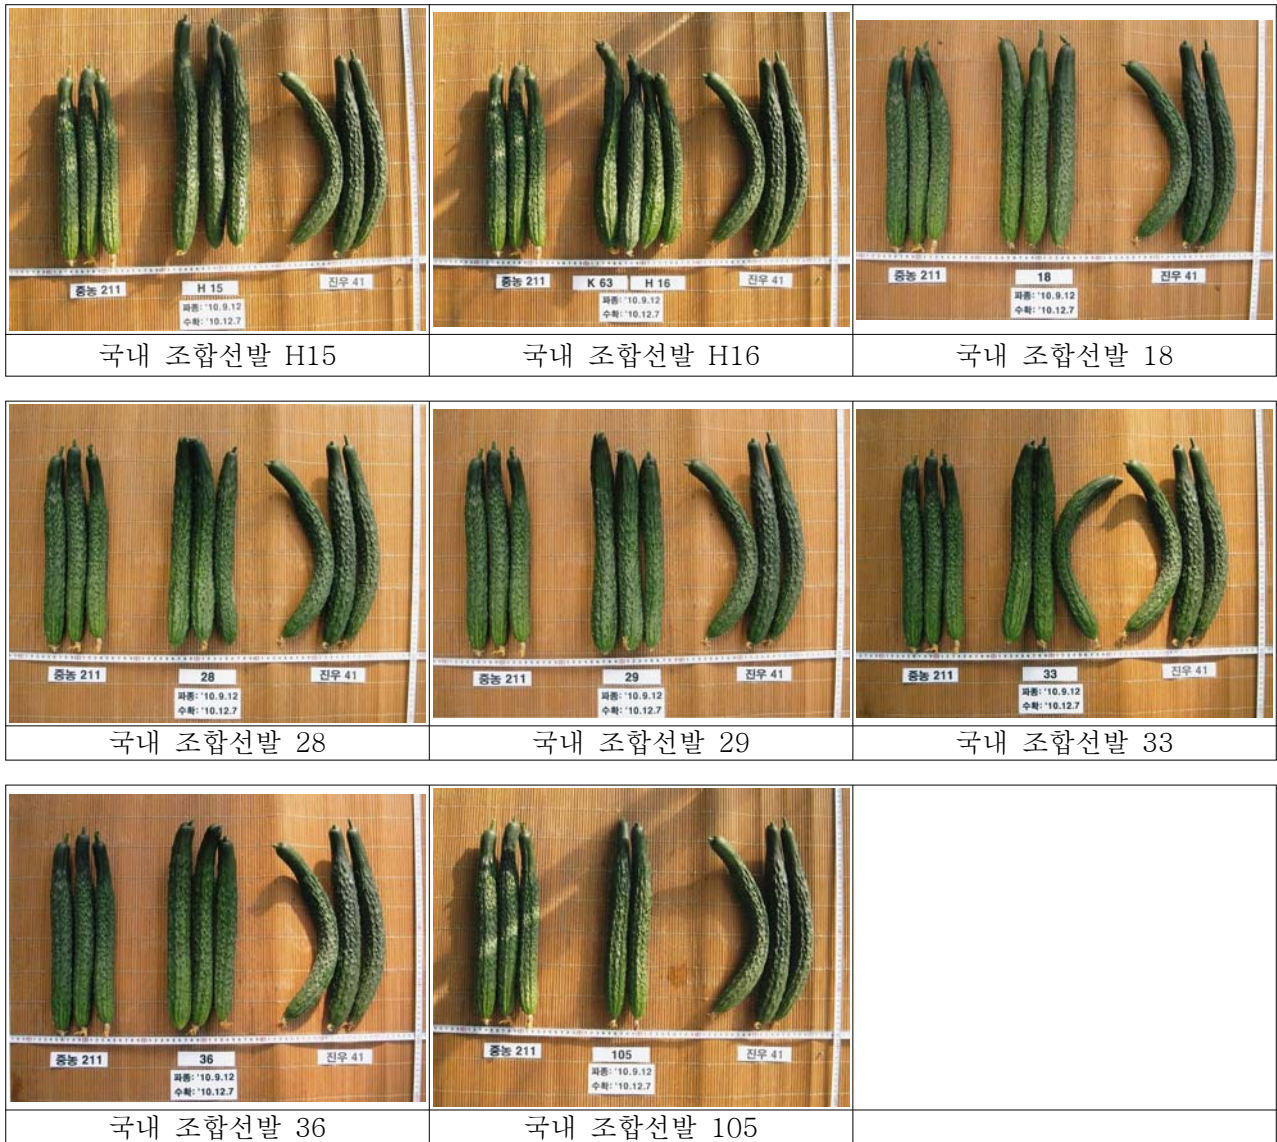 중농 211
H 15
진우 41
파종: '10.9.12
수확: '10.12.7
중농 211
K 63
H 16
진우 41
파종: '10.9.12
수확: '10.12.7
중농 211
18
진우 41
파종: '10.9.12
수확: '10.12.7
국내 조합선발 H15
국내 조합선발 H16
국내 조합선발 18
중농 211
28
진우 41
파종: '10.9.12
수확: '10.12.7
중농 211
29
진우 41
파종: '10.9.12
수확: '10.12.7
중농 211
33
진우 41
파종: '10.9.12
수확: '10.12.7
국내 조합선발 28
국내 조합선발 29
국내 조합선발 33
중농 211
36
진우 41
파종: '10.9.12
수확: '10.12.7
중농 211
105
진우 41
파종: '10.9.12
수확: '10.12.7
국내 조합선발 36
국내 조합선발 105